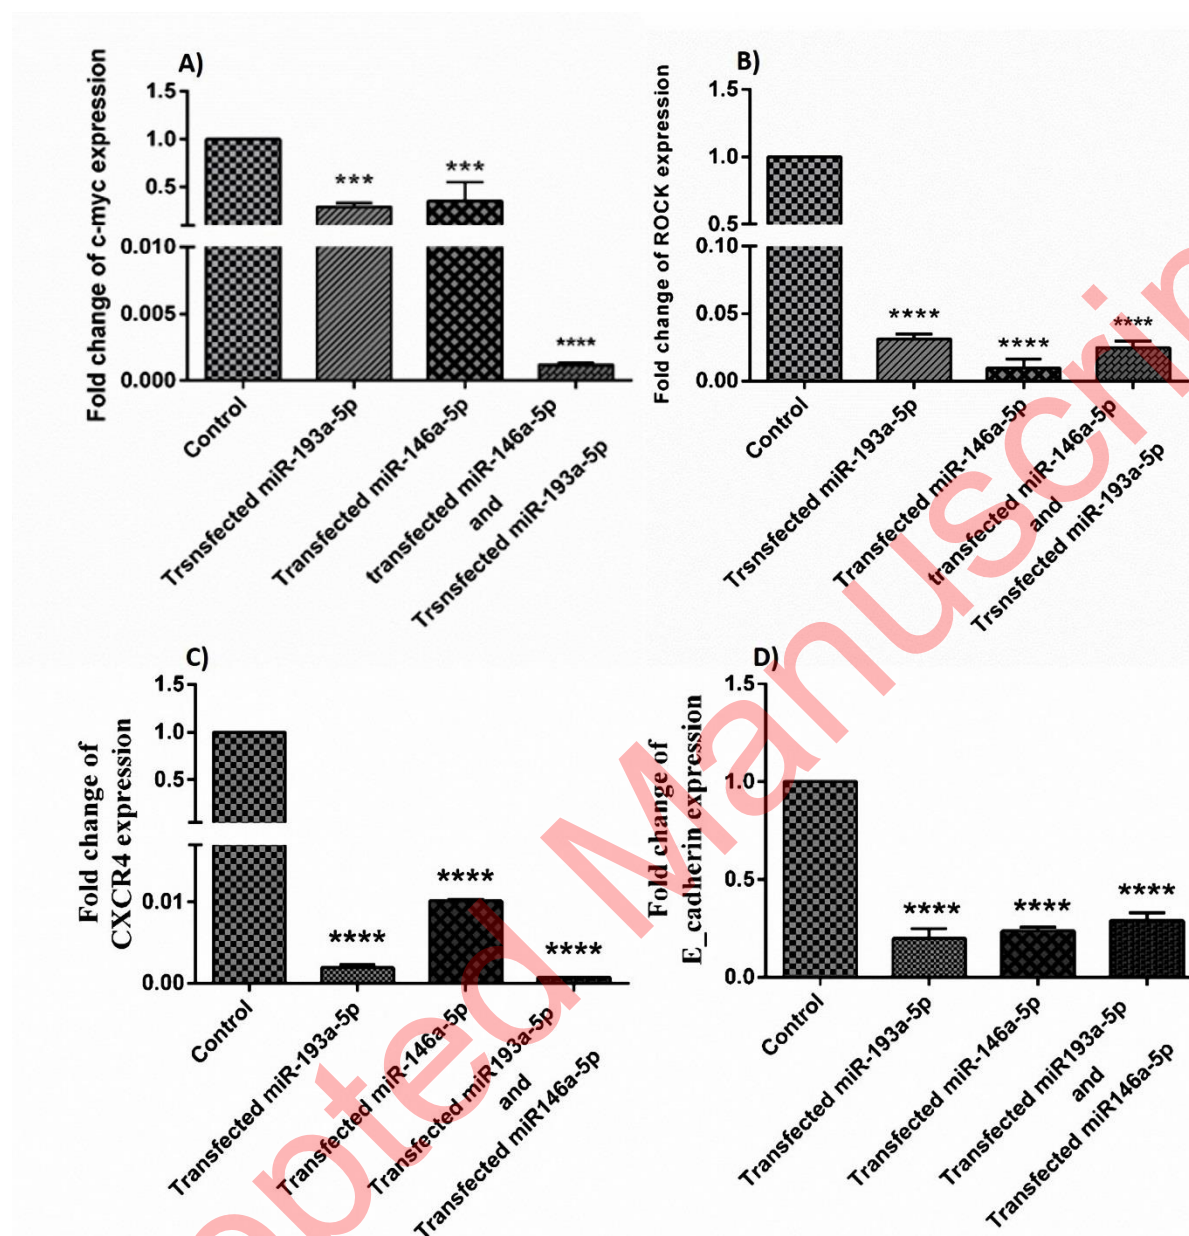 A)
Fold change of c-myc expression
1.5
1.0
0.5
0.010
0.005
0.000
***
***
****
Control
Trsnsfected miR-193a-5p
Transfected miR-146a-5p
transfected miR-146a-5p
and
Trsnsfected miR-193a-5p
B)
Fold change of ROCK expression
1.5
1.0
0.5
0.10
0.05
0.00
****
****
****
Control
Trsnsfected miR-193a-5p
Transfected miR-146a-5p
transfected miR-146a-5p
and
Trsnsfected miR-193a-5p
C)
Fold change of
CXCR4 expression
1.5
1.0
0.5
0.01
0.00
****
****
****
Control
Transfected miR-193a-5p
Transfected miR-146a-5p
Transfected miR193a-5p
and
Transfected miR146a-5p
D)
Fold change of
E_cadherin expression
1.5
1.0
0.5
0.0
****
****
****
Control
Transfected miR-193a-5p
Transfected miR-146a-5p
Transfected miR193a-5p
and
Transfected miR146a-5p
pted Manuscrip